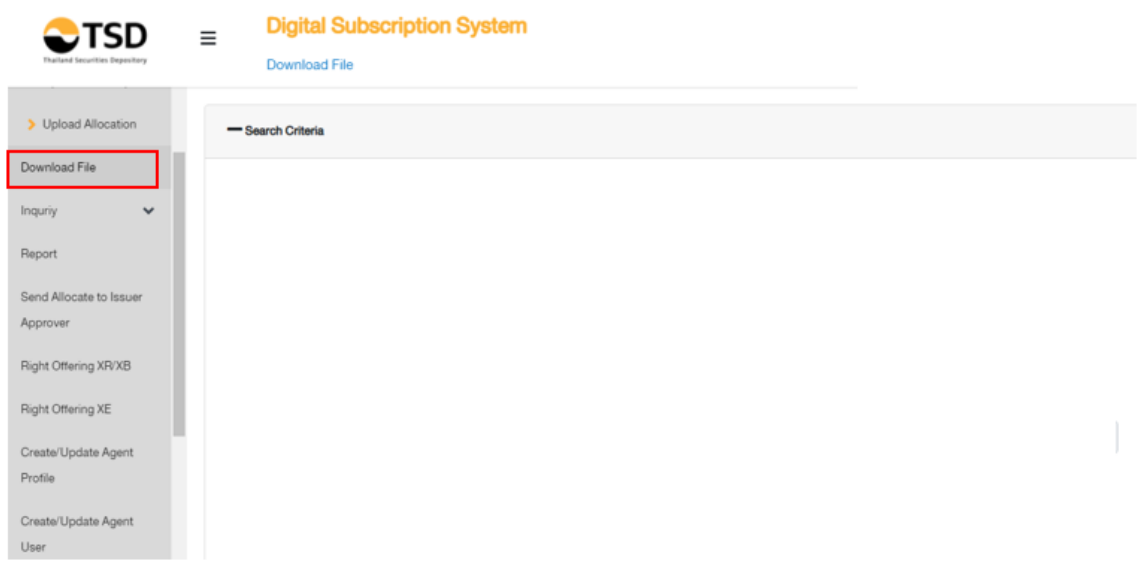 TSD
Thailand Securities Depository
Digital Subscription System
Download File
Upload Allocation
Search Criteria
Download File
Inquriy
Report
Send Allocate to Issuer
Approver
Right Offering XR/XB
Right Offering XE
Create/Update Agent
Profile
Create/Update Agent
User